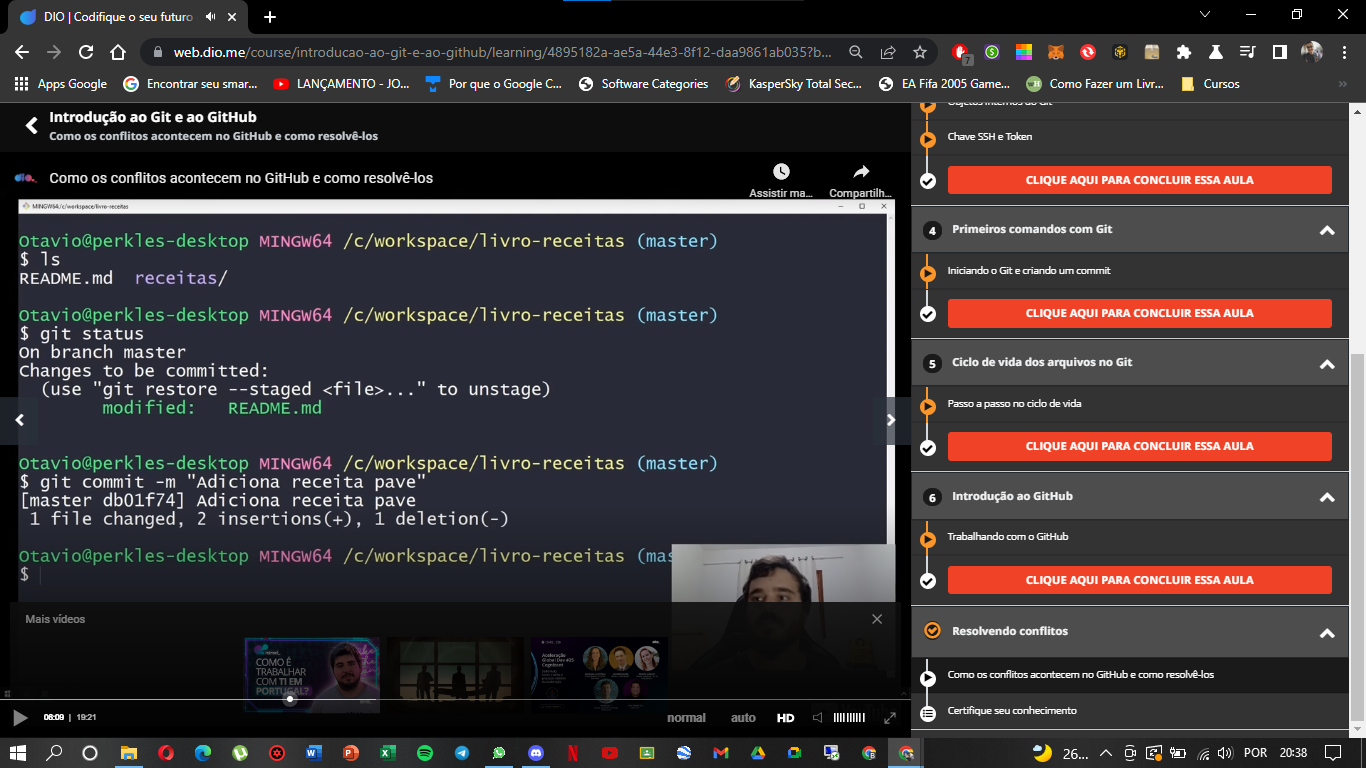 DIO | Codifique o seu futuro
web.dio.me/course/introducao-ao-git-e-ao-github/learning/4895182a-ae5a-44e3-8f12-daa9861ab035?b...
7
Apps Google
Encontrar seu smar...
LANÇAMENTO - JO...
Por que o Google C...
Software Categories
KasperSky Total Sec...
EA Fifa 2005 Game...
Como Fazer um Livr...
Cursos
Introdução ao Git e ao GitHub
Como os conflitos acontecem no GitHub e como resolvê-los
dio.
Como os conflitos acontecem no GitHub e como resolvê-los
Assistir ma...
Compartilh...
MINGW64:/c/workspace/livro-receitas
Otavio@perkles-desktop MINGW64 /c/workspace/livro-receitas (master)
$ ls
README.md receitas/
Otavio@perkles-desktop MINGW64 /c/workspace/livro-receitas (master)
$ git status
On branch master
Changes to be committed:
(use "git restore --staged <file>..." to unstage)
modified: README.md
Otavio@perkles-desktop MINGW64 /c/workspace/livro-receitas (master)
$ git commit -m "Adiciona receita pave"
[master db01f74] Adiciona receita pave
1 file changed, 2 insertions(+), 1 deletion(-)
Otavio@perkles-desktop MINGW64 /c/workspace/livro-receitas (mas
$
Mais vídeos
COMO É
TRABALHAR
COM TI EM
PORTUGAL?
Aceleração
Global Dev #23
Cognizant
06:09 | 19:21
normal
auto
HD
Objetos internos do Git
Chave SSH e Token
CLIQUE AQUI PARA CONCLUIR ESSA AULA
4 Primeiros comandos com Git
Iniciando o Git e criando um commit
CLIQUE AQUI PARA CONCLUIR ESSA AULA
5 Ciclo de vida dos arquivos no Git
Passo a passo no ciclo de vida
CLIQUE AQUI PARA CONCLUIR ESSA AULA
6 Introdução ao GitHub
Trabalhando com o GitHub
CLIQUE AQUI PARA CONCLUIR ESSA AULA
Resolvendo conflitos
Como os conflitos acontecem no GitHub e como resolvê-los
Certifique seu conhecimento
26...
POR
20:38